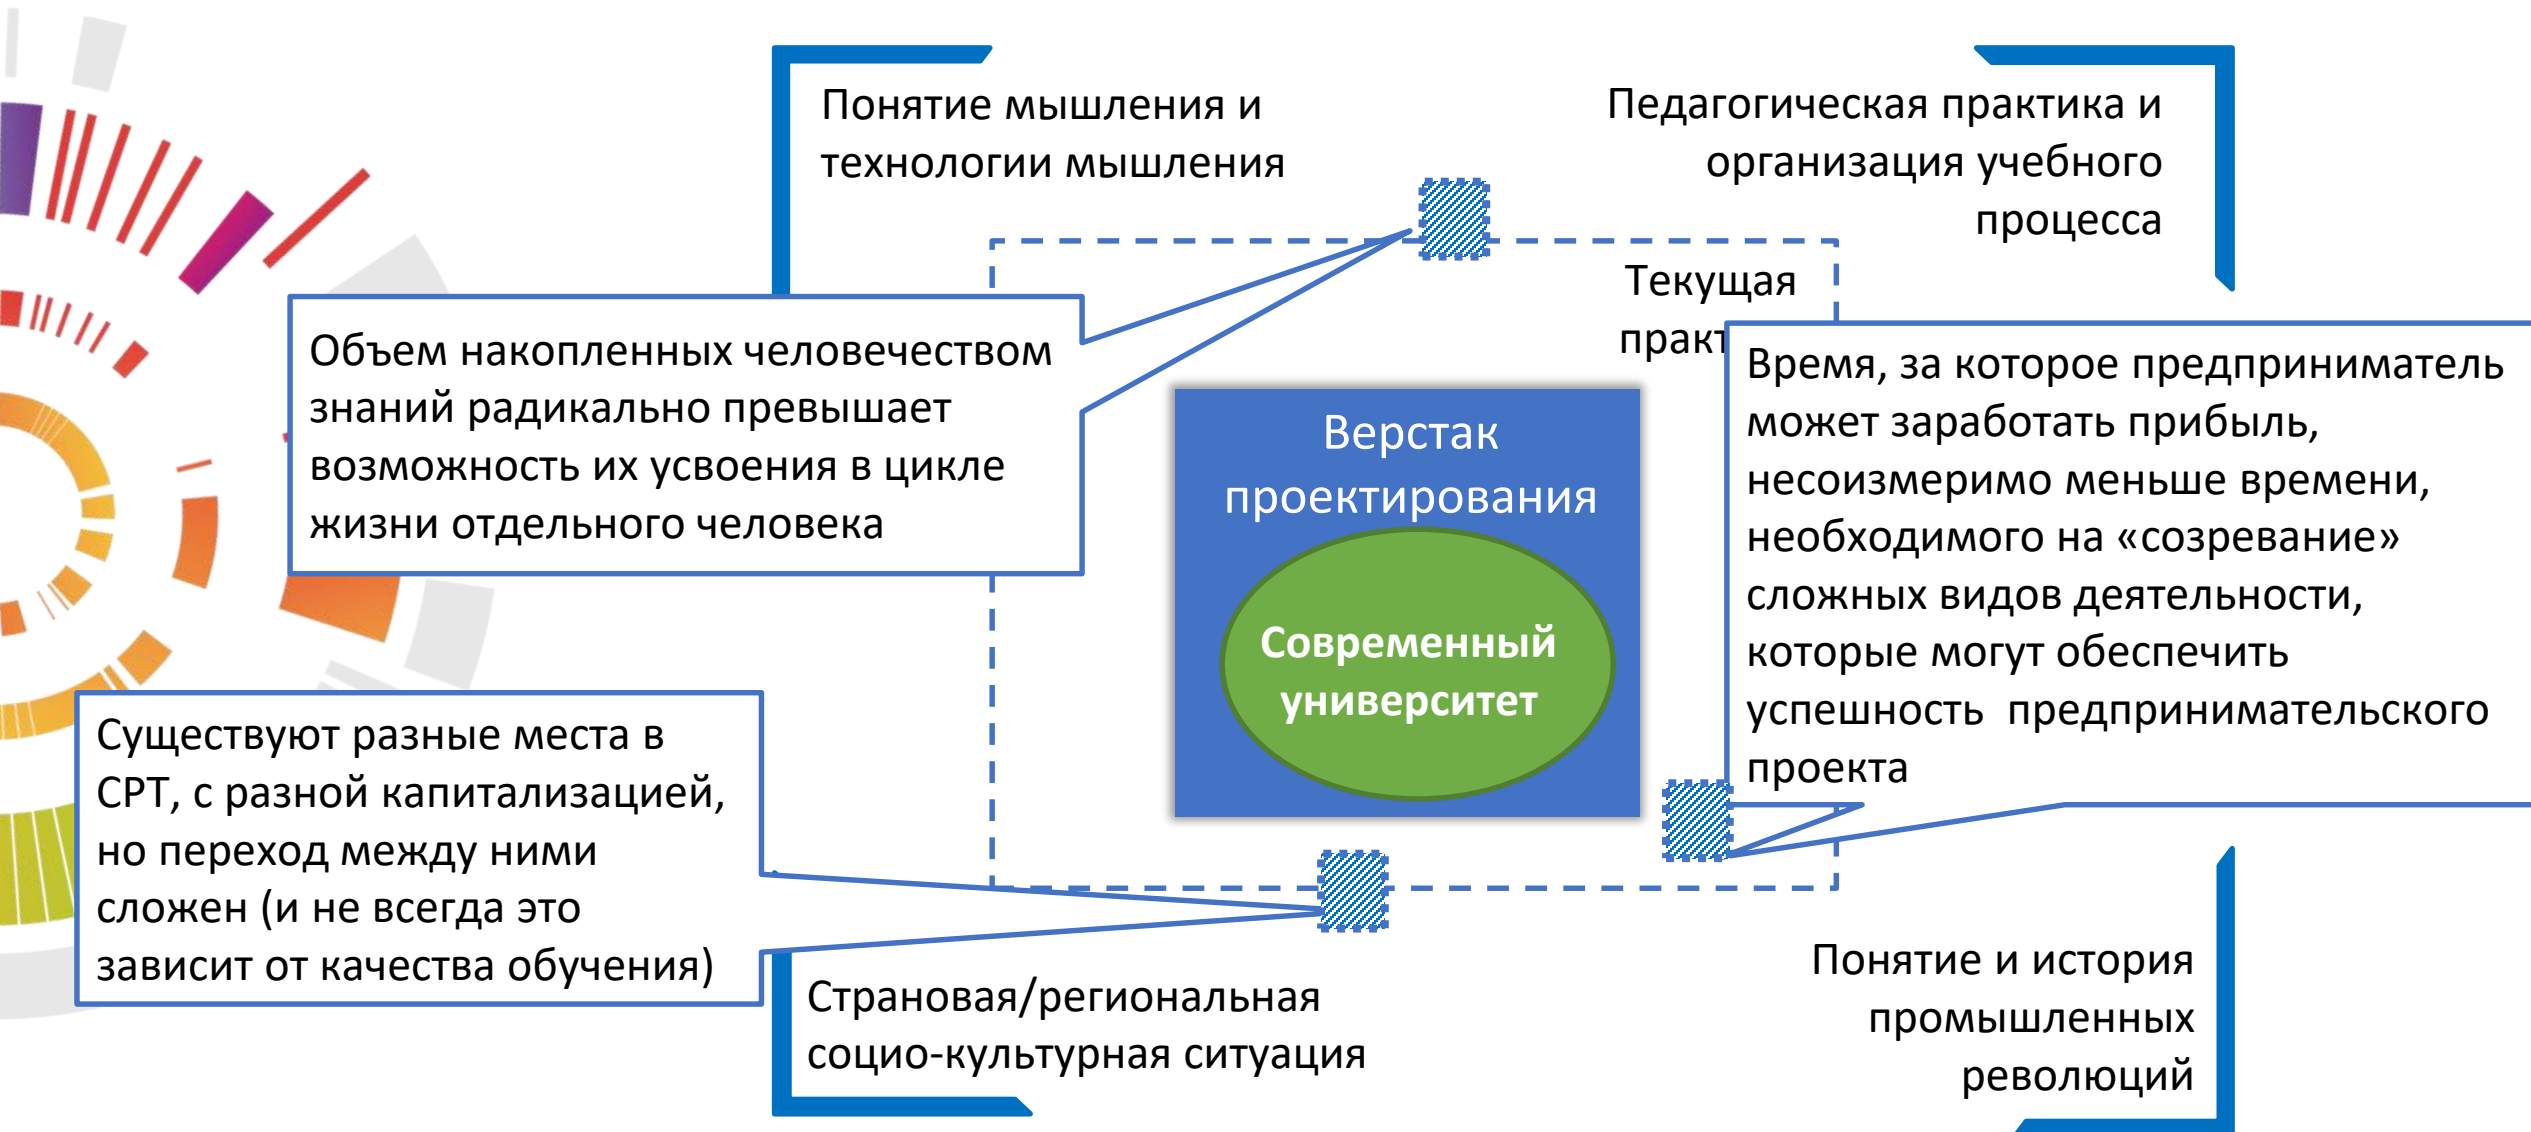 Понятие мышления и
технологии мышления
Педагогическая практика и
организация учебного
процесса
Текущая
Объем накопленных человечеством
знаний радикально превышает
возможность их усвоения в цикле
жизни отдельного человека
Верстак
проектирования
Современный
университет
Время, за которое предприниматель
может заработать прибыль,
несоизмеримо меньше времени,
необходимого на «созревание»
сложных видов деятельности,
которые могут обеспечить
успешность предпринимательского
проекта
Существуют разные места в
СРТ, с разной капитализацией,
но переход между ними
сложен (и не всегда это
зависит от качества обучения)
Страновая/региональная
социо-культурная ситуация
Понятие и история
промышленных
революций